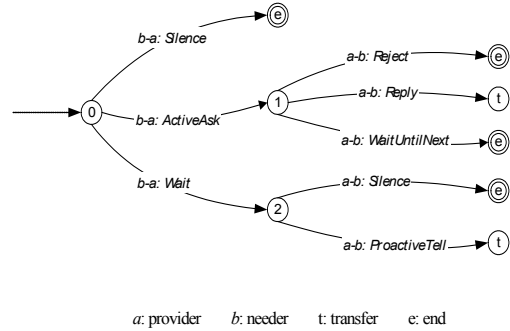 e
b-a: Silence
a-b: Reject
e
0
b-a: ActiveAsk
1
a-b: Reply
t
a-b: WaitUntilNext
e
b-a: Wait
2
a-b: Silence
e
a-b: ProactiveTell
t
a: provider b: needer t: transfer e: end